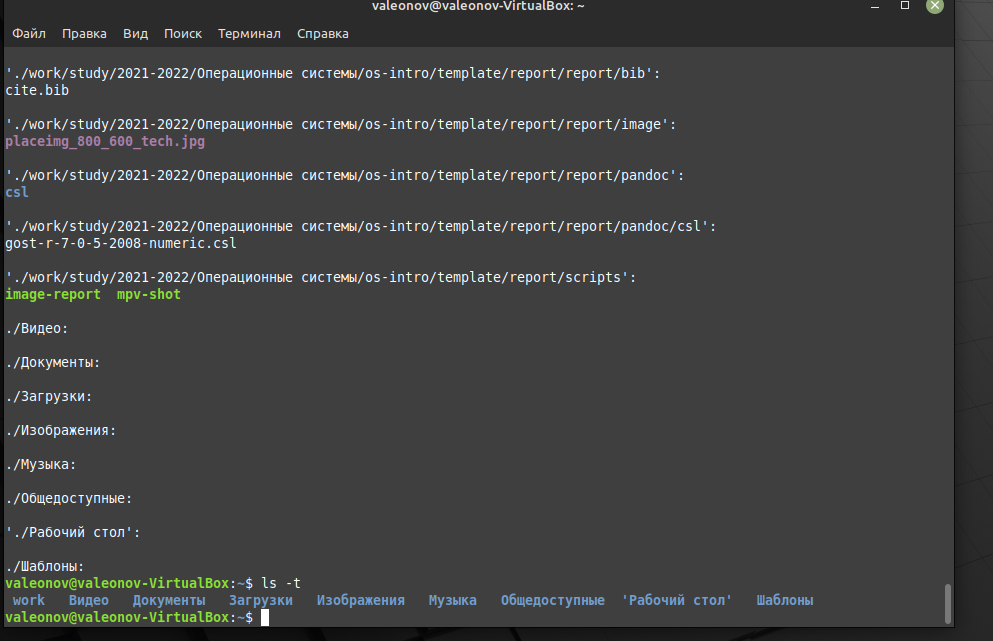 valeonov@valeonov-VirtualBox: ~
Файл Правка Вид Поиск Терминал Справка
'./work/study/2021-2022/Операционные системы/os-intro/template/report/report/bib':
cite.bib
'./work/study/2021-2022/Операционные системы/os-intro/template/report/report/image':
placeimg_800_600_tech.jpg
'./work/study/2021-2022/Операционные системы/os-intro/template/report/report/pandoc':
csl
'./work/study/2021-2022/Операционные системы/os-intro/template/report/report/pandoc/csl':
gost-r-7-0-5-2008-numeric.csl
'./work/study/2021-2022/Операционные системы/os-intro/template/report/scripts':
image-report  mpv-shot
./Видео:
./Документы:
./Загрузки:
./Изображения:
./Музыка:
./Общедоступные:
'./Рабочий стол':
./Шаблоны:
valeonov@valeonov-VirtualBox:~$ ls -t
work   Видео   Документы   Загрузки   Изображения   Музыка   Общедоступные  'Рабочий стол'   Шаблоны
valeonov@valeonov-VirtualBox:~$